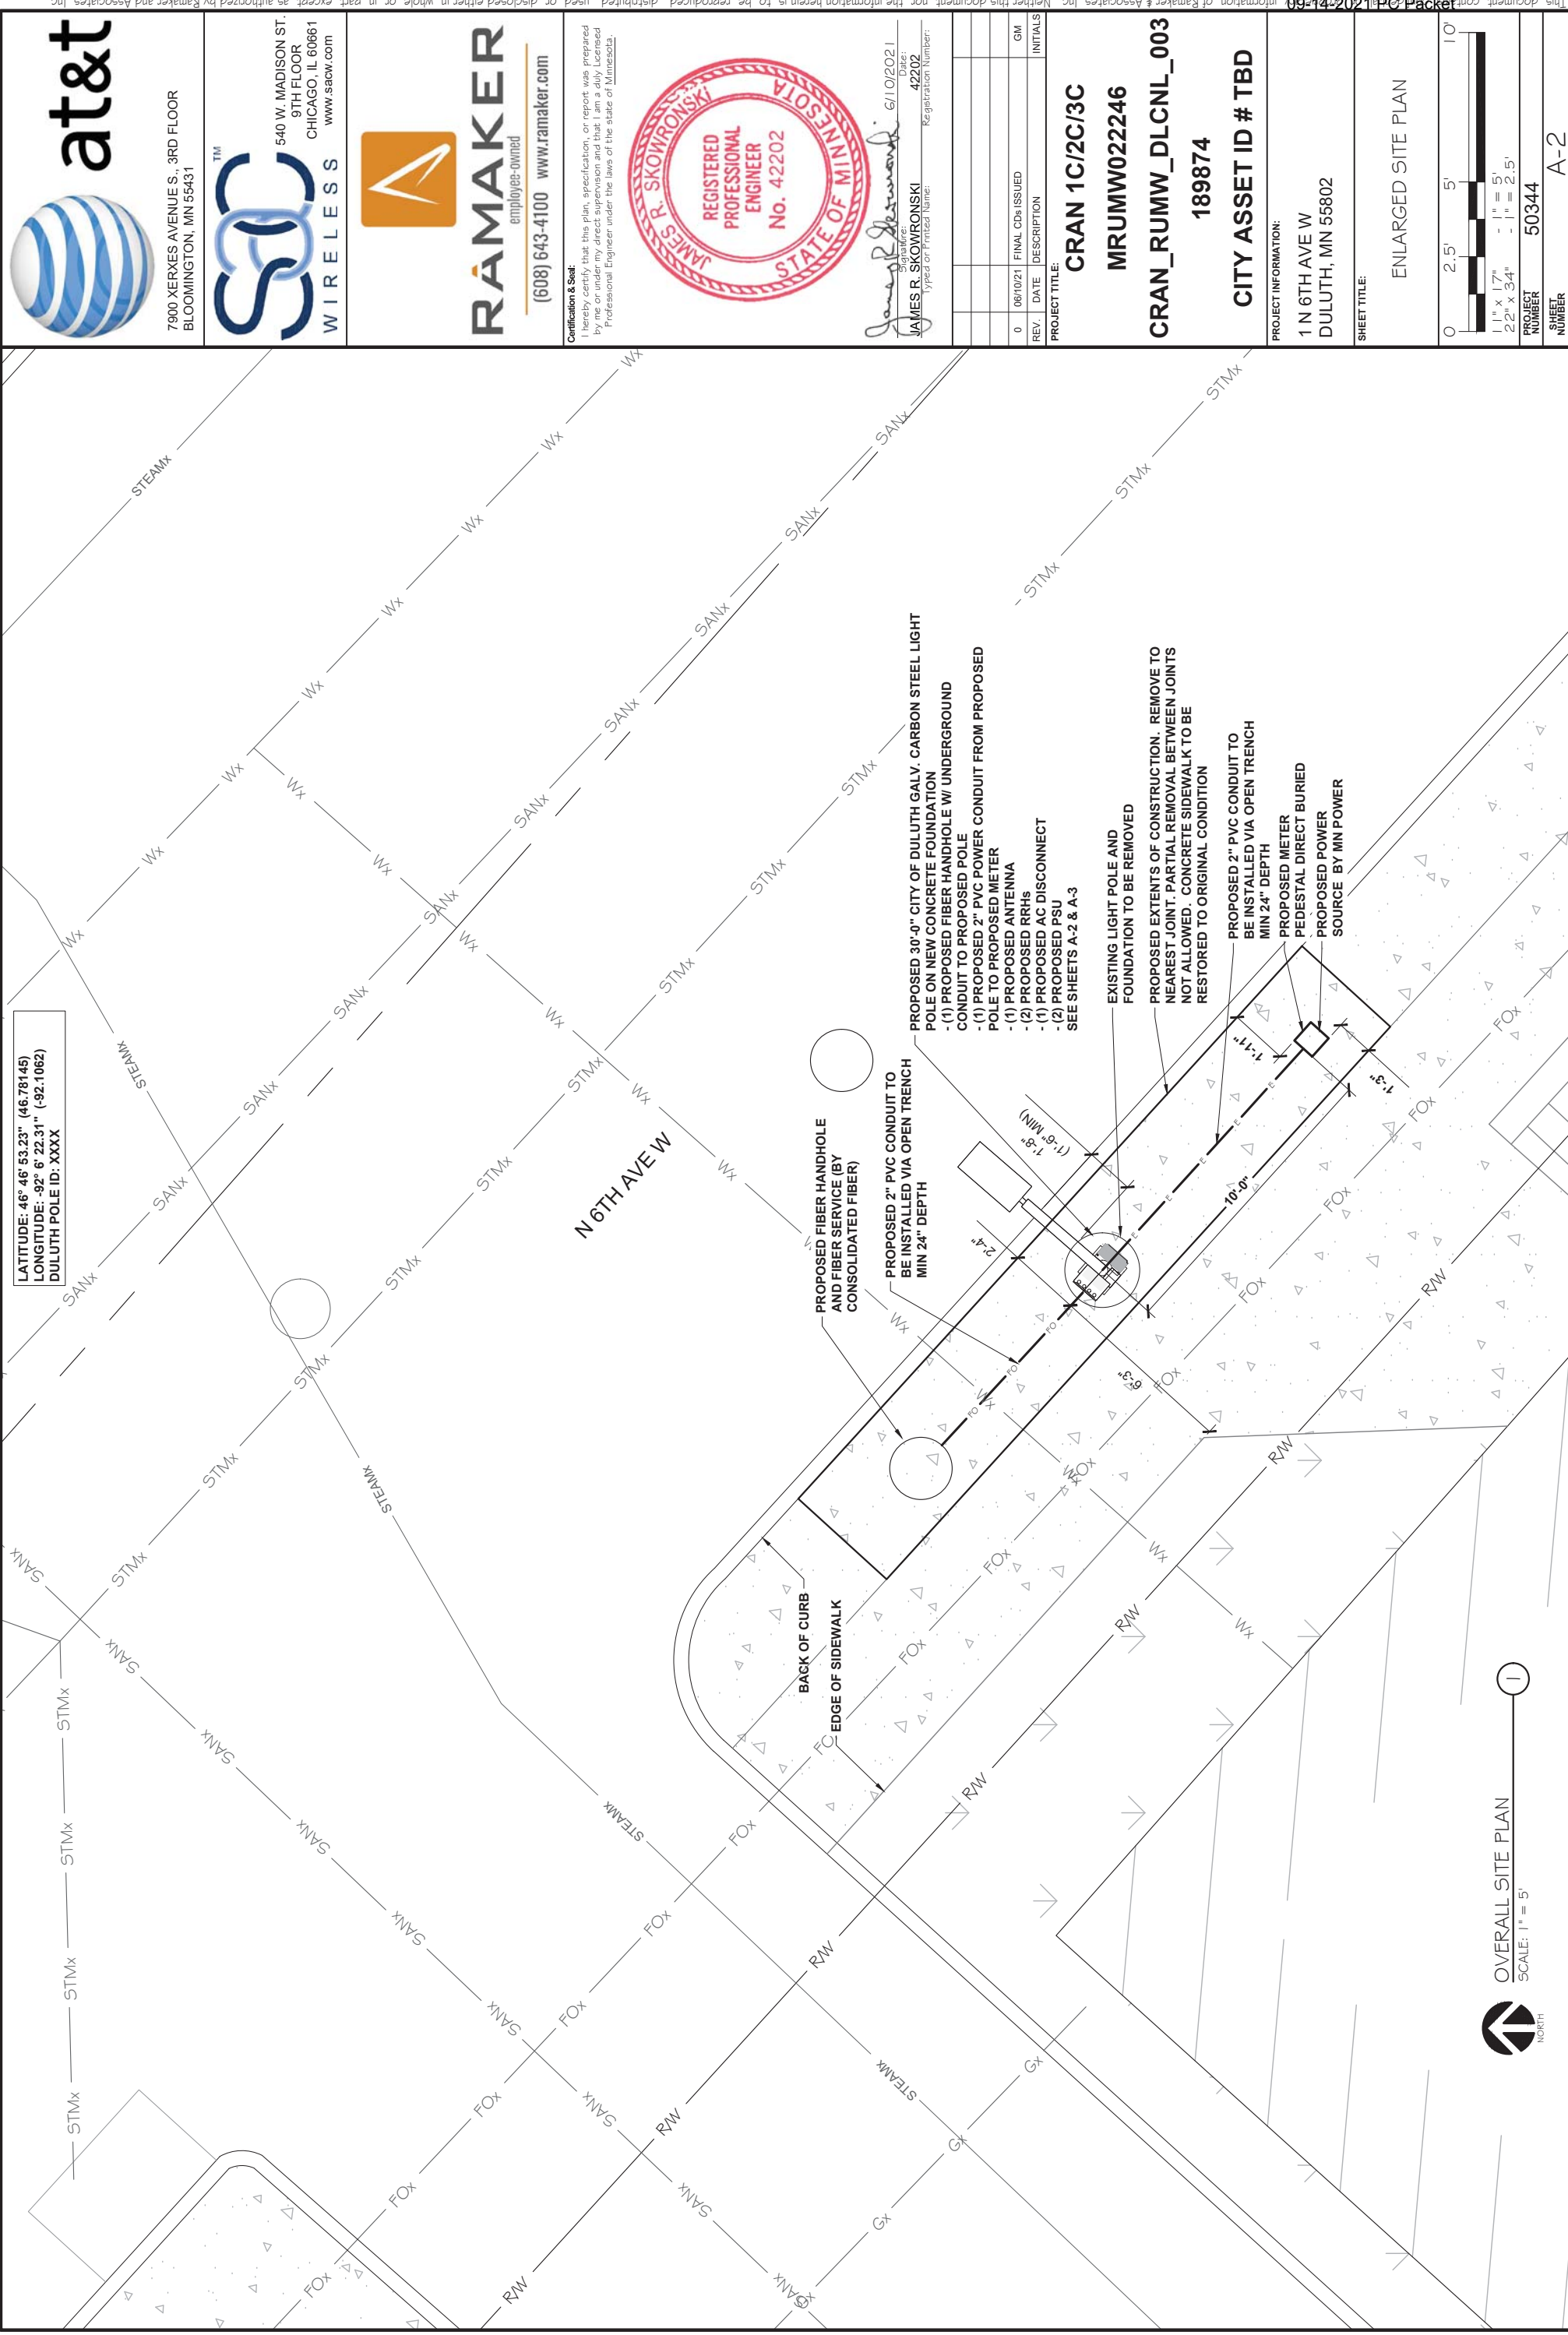 09-14-2021 PC Packet
LATITUDE: 46° 46' 53.23" (46.78145)
LONGITUDE: -92° 6' 22.31" (-92.1062)
DULUTH POLE ID: XXXX
N 6TH AVE W
PROPOSED FIBER HANDHOLE
AND FIBER SERVICE (BY
CONSOLIDATED FIBER)
PROPOSED 2" PVC CONDUIT TO
BE INSTALLED VIA OPEN TRENCH
MIN 24" DEPTH
PROPOSED 30'-0" CITY OF DULUTH GALV. CARBON STEEL LIGHT
POLE ON NEW CONCRETE FOUNDATION
- (1) PROPOSED FIBER HANDHOLE W/ UNDERGROUND
CONDUIT TO PROPOSED POLE
- (1) PROPOSED 2" PVC POWER CONDUIT FROM PROPOSED
POLE TO PROPOSED METER
- (1) PROPOSED ANTENNA
- (2) PROPOSED RRHs
- (1) PROPOSED AC DISCONNECT
- (2) PROPOSED PSU
SEE SHEETS A-2 & A-3
EXISTING LIGHT POLE AND
FOUNDATION TO BE REMOVED
PROPOSED EXTENTS OF CONSTRUCTION. REMOVE TO
NEAREST JOINT. PARTIAL REMOVAL BETWEEN JOINTS
NOT ALLOWED. CONCRETE SIDEWALK TO BE
RESTORED TO ORIGINAL CONDITION
PROPOSED 2" PVC CONDUIT TO
BE INSTALLED VIA OPEN TRENCH
MIN 24" DEPTH
PROPOSED METER
PEDESTAL DIRECT BURIED
PROPOSED POWER
SOURCE BY MN POWER
BACK OF CURB
EDGE OF SIDEWALK
2'-4"
1'-8"
(1'-6" MIN)
1'-11"
1'-3"
10'-0"
6'-3"
STEAMx
Wx
SANx
STMx
FOx
R/W
Gx
FO
E
OVERALL SITE PLAN
SCALE: 1" = 5'
1
NORTH
at&t
7900 XERXES AVENUE S, 3RD FLOOR
BLOOMINGTON, MN 55431
SAC
TM
WIRELESS
540 W. MADISON ST.
9TH FLOOR
CHICAGO, IL 60661
www.sacw.com
RAMAKER
employee-owned
(608) 643-4100 www.ramaker.com
Certification & Seal:
I hereby certify that this plan, specification, or report was prepared
by me or under my direct supervision and that I am a duly Licensed
Professional Engineer under the laws of the state of Minnesota.
JAMES R. SKOWRONSKI
REGISTERED
PROFESSIONAL
ENGINEER
No. 42202
STATE OF MINNESOTA
James R Skowronski 6/10/2021
Signature: Date:
JAMES R. SKOWRONSKI 42202
Typed or Printed Name: Registration Number:
0 06/10/21 FINAL CDs ISSUED GM
REV. DATE DESCRIPTION INITIALS
PROJECT TITLE:
CRAN 1C/2C/3C
MRUMW022246
CRAN_RUMW_DLCNL_003
189874
CITY ASSET ID # TBD
PROJECT INFORMATION:
1 N 6TH AVE W
DULUTH, MN 55802
SHEET TITLE:
ENLARGED SITE PLAN
0 2.5' 5' 10'
11" x 17" - 1" = 5'
22" x 34" - 1" = 2.5'
PROJECT
NUMBER 50344
SHEET
NUMBER A-2